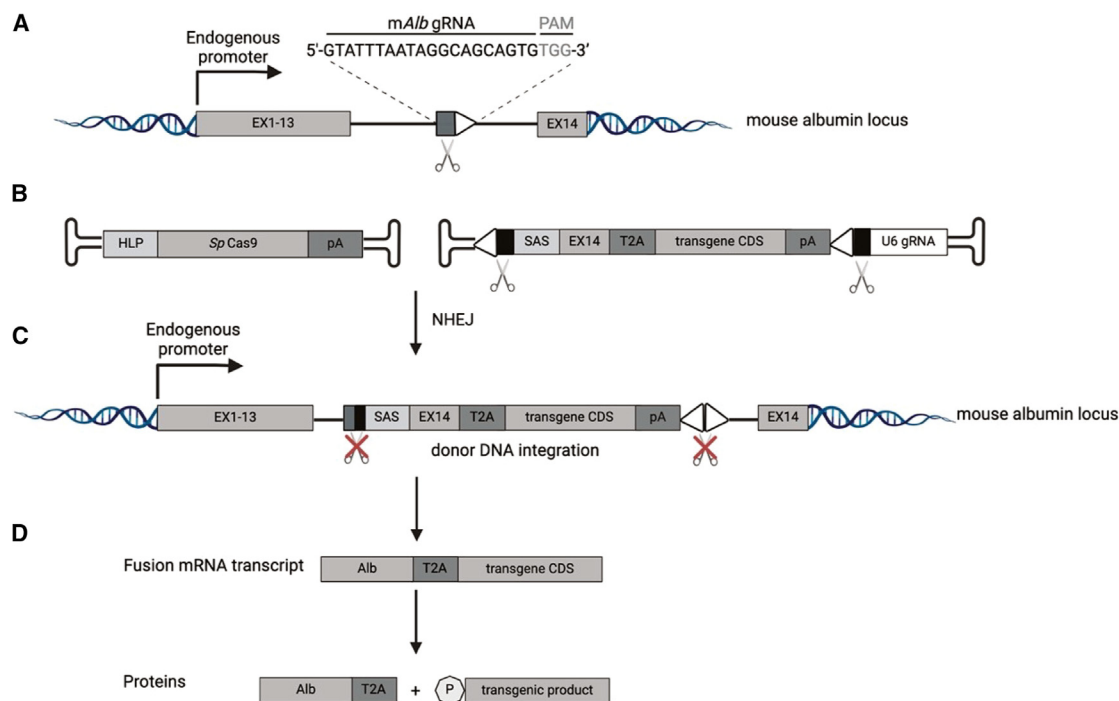 A
mAlb gRNA PAM
Endogenous
promoter
5'-GTATTTAATAGGCAGCAGTGTGG-3'
EX1-13 EX14 mouse albumin locus
B
HLP Sp Cas9 pA SAS EX14 T2A transgene CDS pA U6 gRNA
NHEJ
C
Endogenous
promoter
EX1-13 SAS EX14 T2A transgene CDS pA EX14 mouse albumin locus
donor DNA integration
D
Fusion mRNA transcript Alb T2A transgene CDS
Proteins Alb T2A + P transgenic product